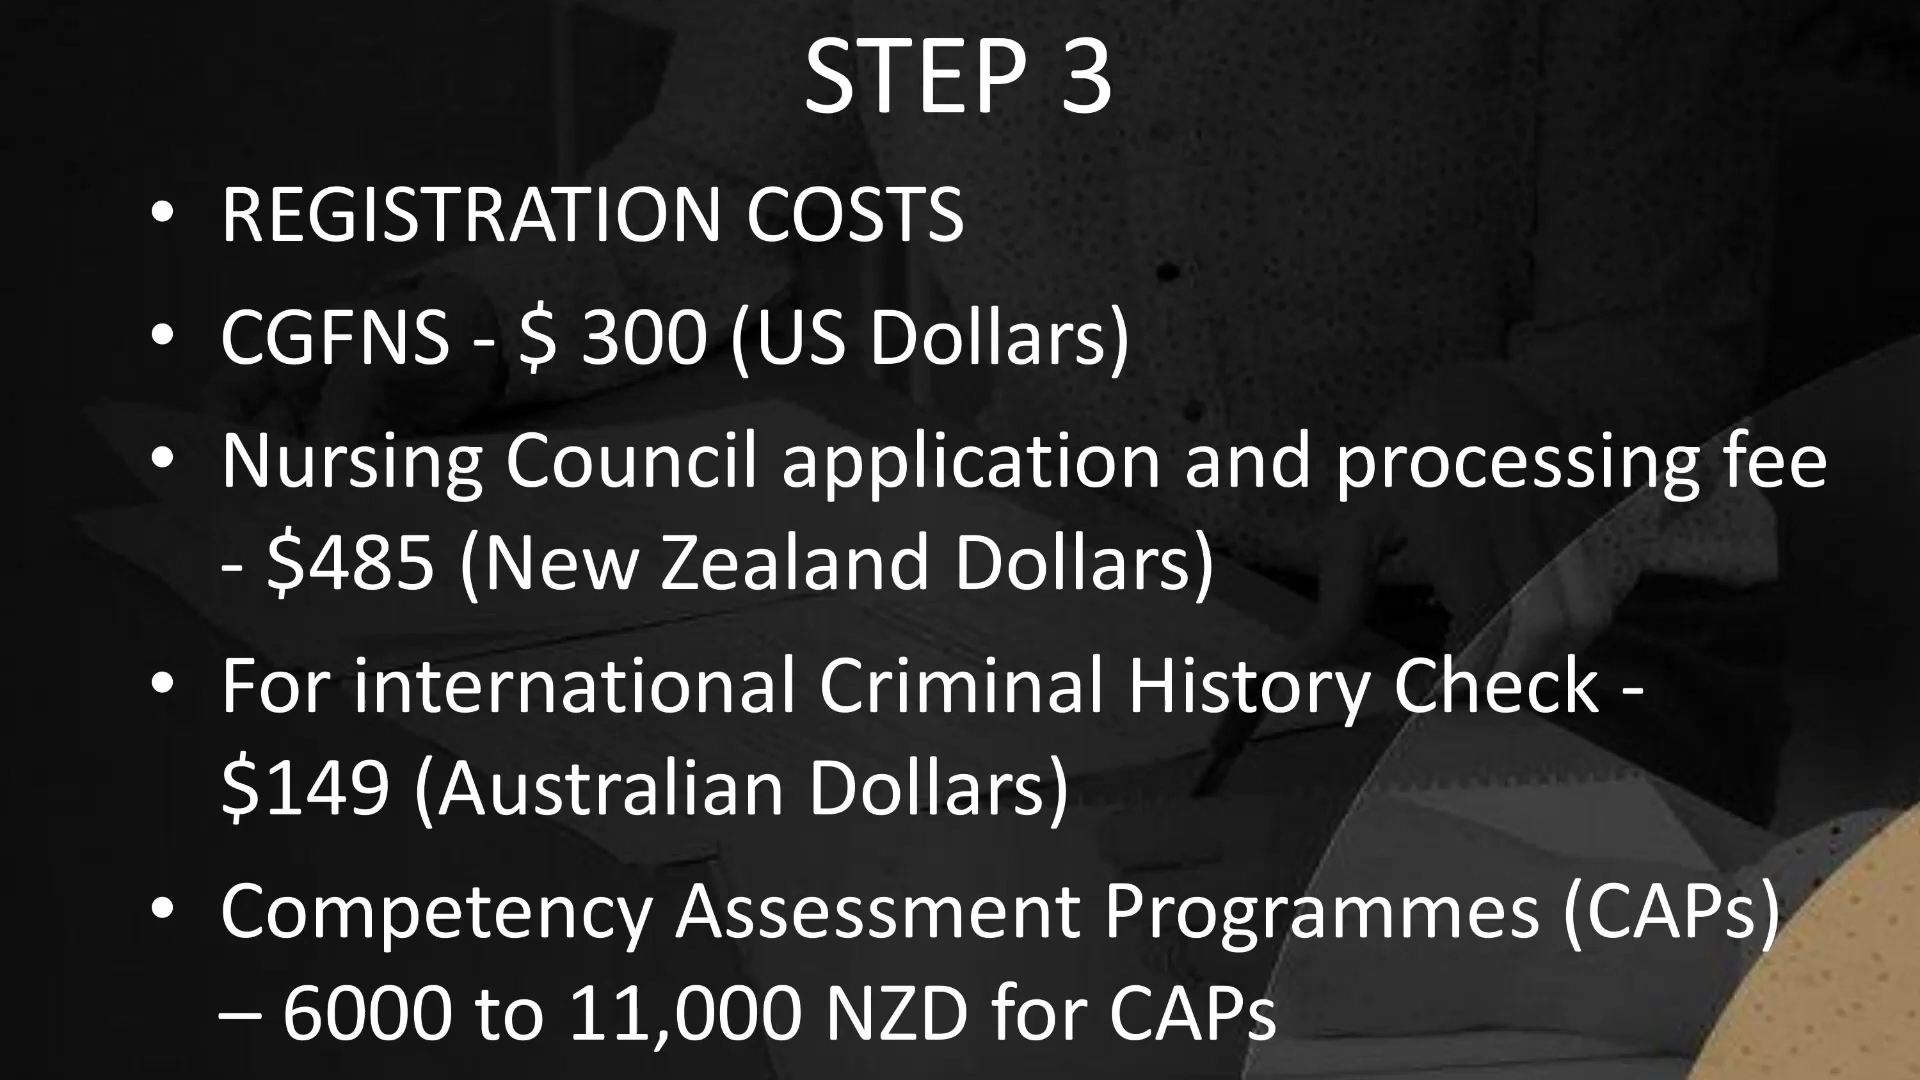 STEP 3
• REGISTRATION COSTS
• CGFNS - $ 300 (US Dollars)
• Nursing Council application and processing fee
- $485 (New Zealand Dollars)
• For international Criminal History Check -
$149 (Australian Dollars)
• Competency Assessment Programmes (CAPs)
– 6000 to 11,000 NZD for CAPs